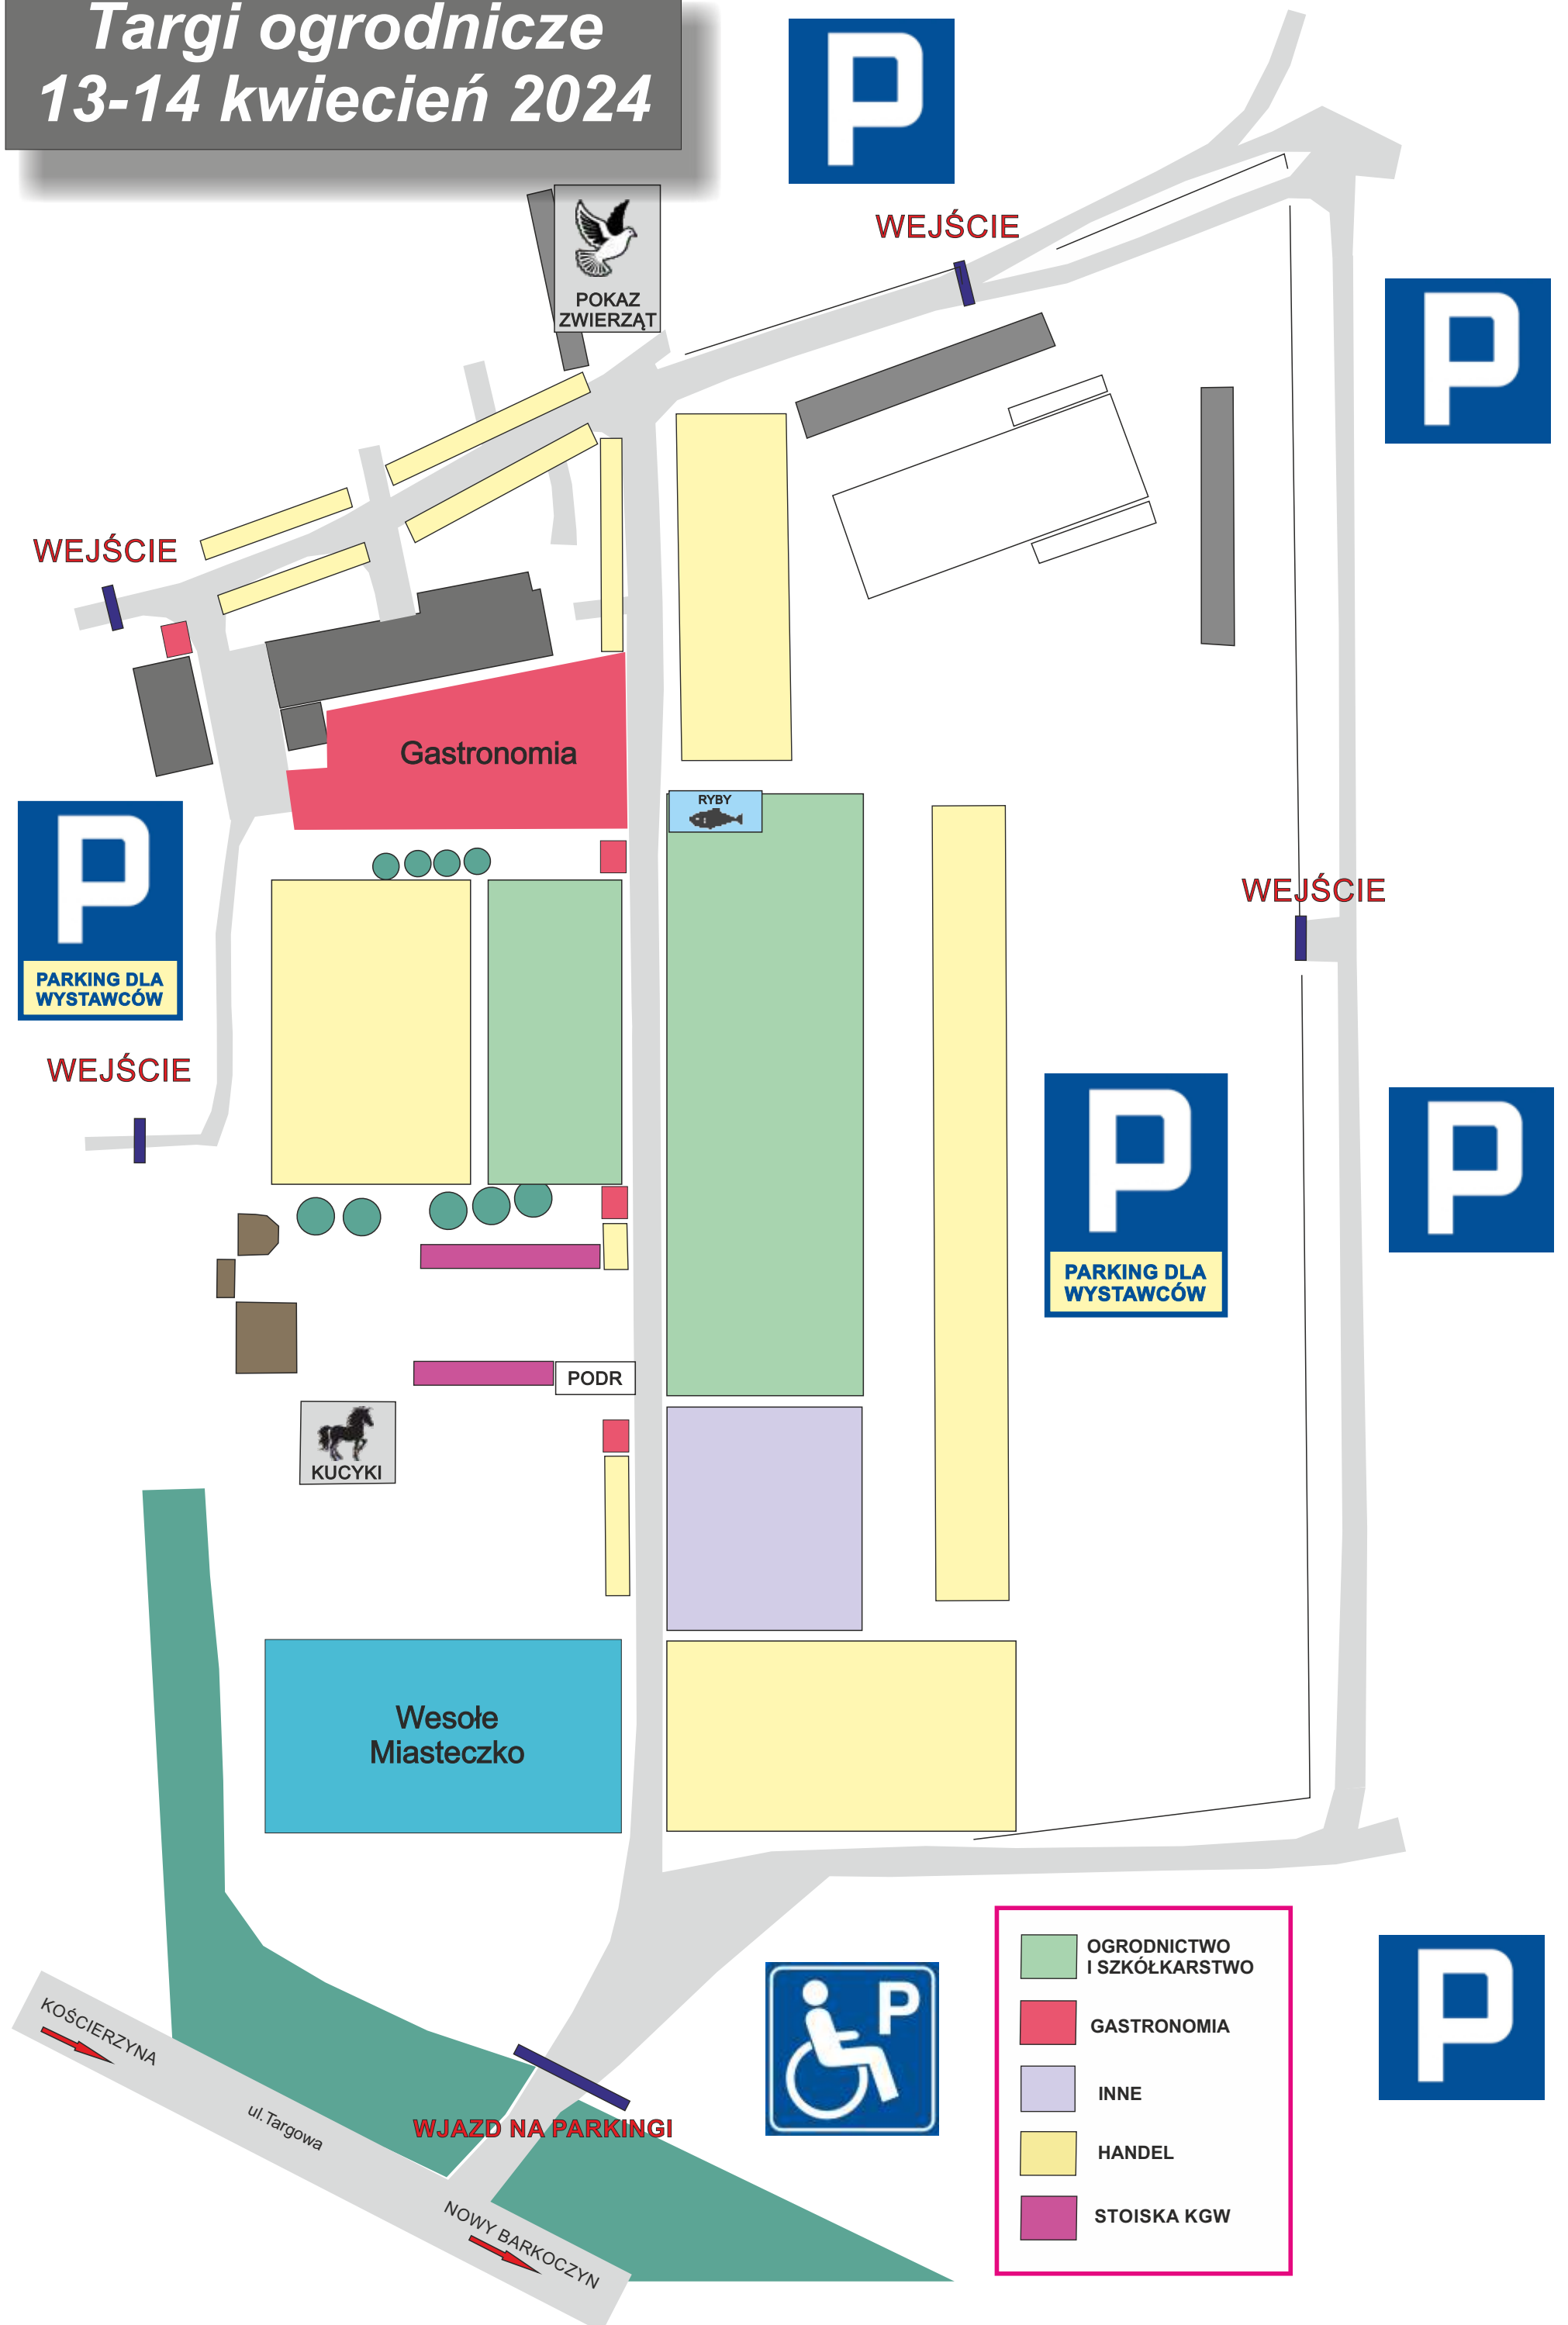 Targi ogrodnicze
13-14 kwiecień 2024
P
WEJŚCIE
POKAZ
ZWIERZĄT
P
WEJŚCIE
Gastronomia
RYBY
P
PARKING DLA
WYSTAWCÓW
WEJŚCIE
WEJŚCIE
P
PARKING DLA
WYSTAWCÓW
P
PODR
KUCYKI
Wesołe
Miasteczko
P
P
OGRODNICTWO
I SZKÓŁKARSTWO
GASTRONOMIA
INNE
HANDEL
STOISKA KGW
KOŚCIERZYNA
ul.Targowa
WJAZD NA PARKINGI
NOWY BARKOCZYN